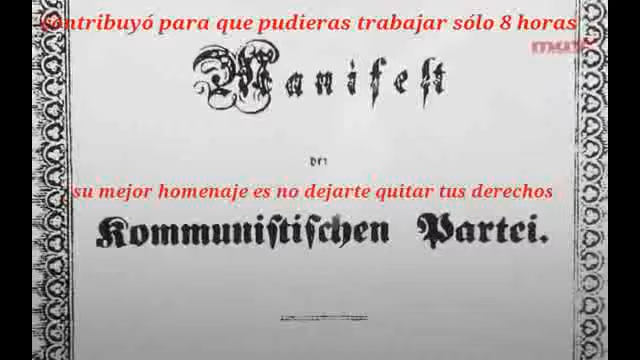 contribuyó para que pudieras trabajar sólo 8 horas
Manifest
der
su mejor homenaje es no dejarte quitar tus derechos
Kommunistischen Partei.